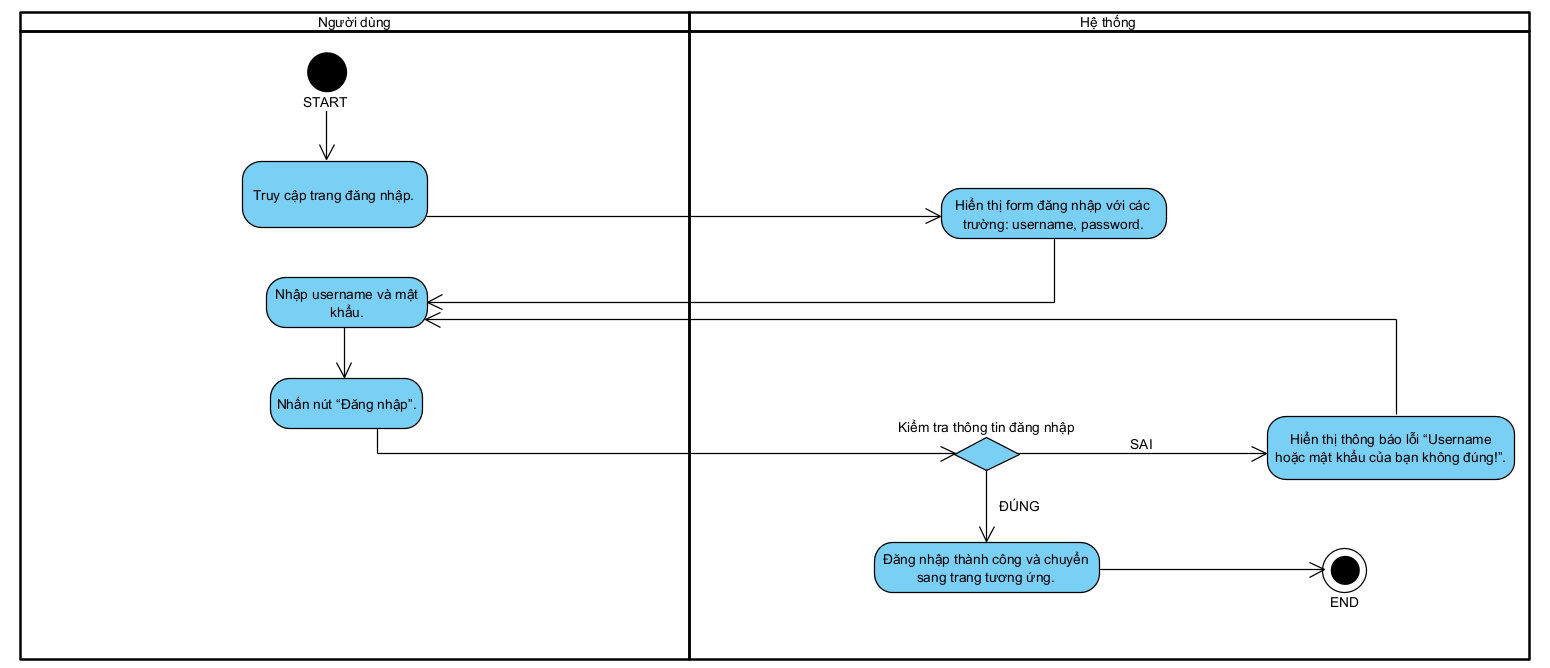 Người dùng
Hệ thống
START
Truy cập trang đăng nhập.
Hiển thị form đăng nhập với các
trường: username, password.
Nhập username và mật
khẩu.
Nhấn nút “Đăng nhập”.
Kiểm tra thông tin đăng nhập
SAI
Hiển thị thông báo lỗi “Username
hoặc mật khẩu của bạn không đúng!”.
ĐÚNG
Đăng nhập thành công và chuyển
sang trang tương ứng.
END